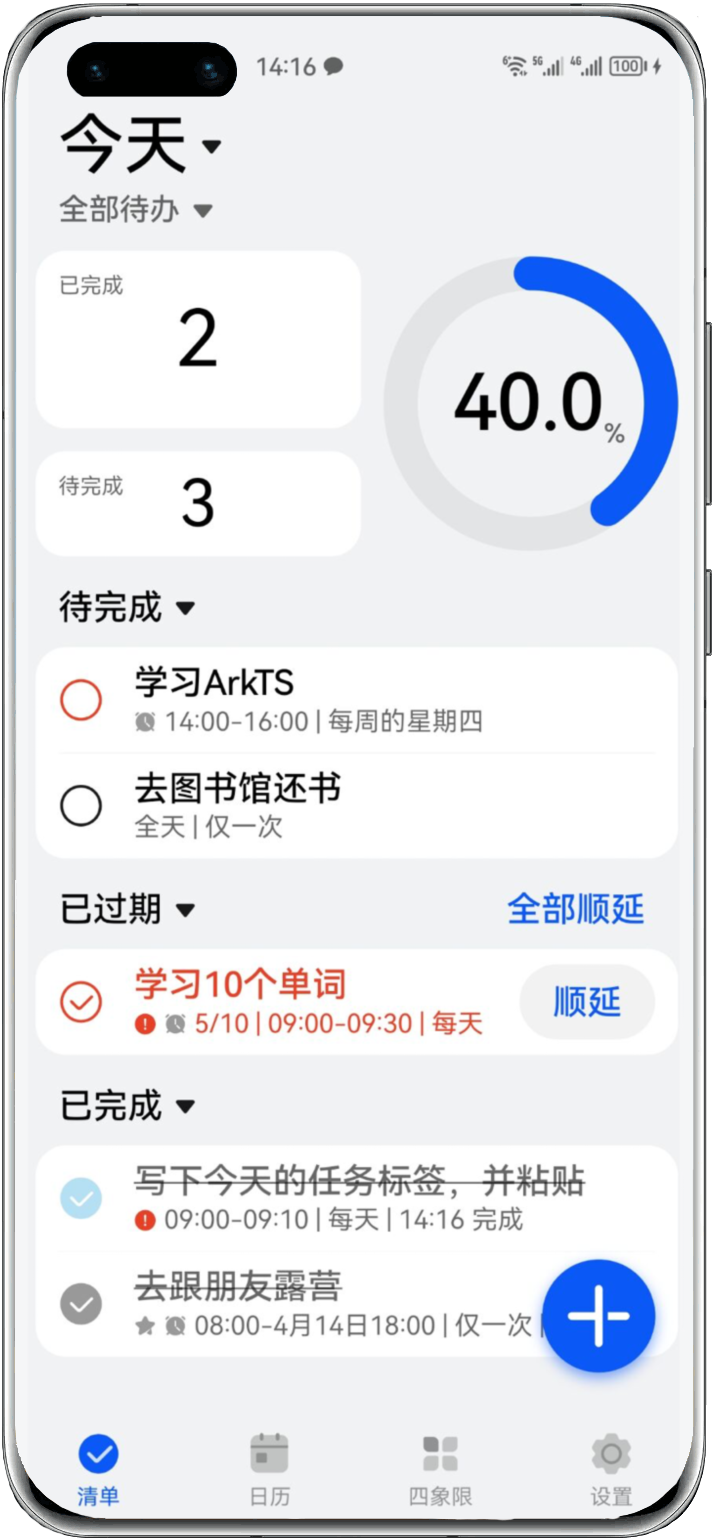 14:16
6 5G 4G 100
今天
全部待办
已完成
2
40.0%
待完成
3
待完成
学习ArkTS
14:00-16:00 | 每周的星期四
去图书馆还书
全天 | 仅一次
已过期
全部顺延
学习10个单词
顺延
5/10 | 09:00-09:30 | 每天
已完成
写下今天的任务标签，并粘贴
09:00-09:10 | 每天 | 14:16 完成
去跟朋友露营
08:00-4月14日18:00 | 仅一次 |
清单
日历
四象限
设置